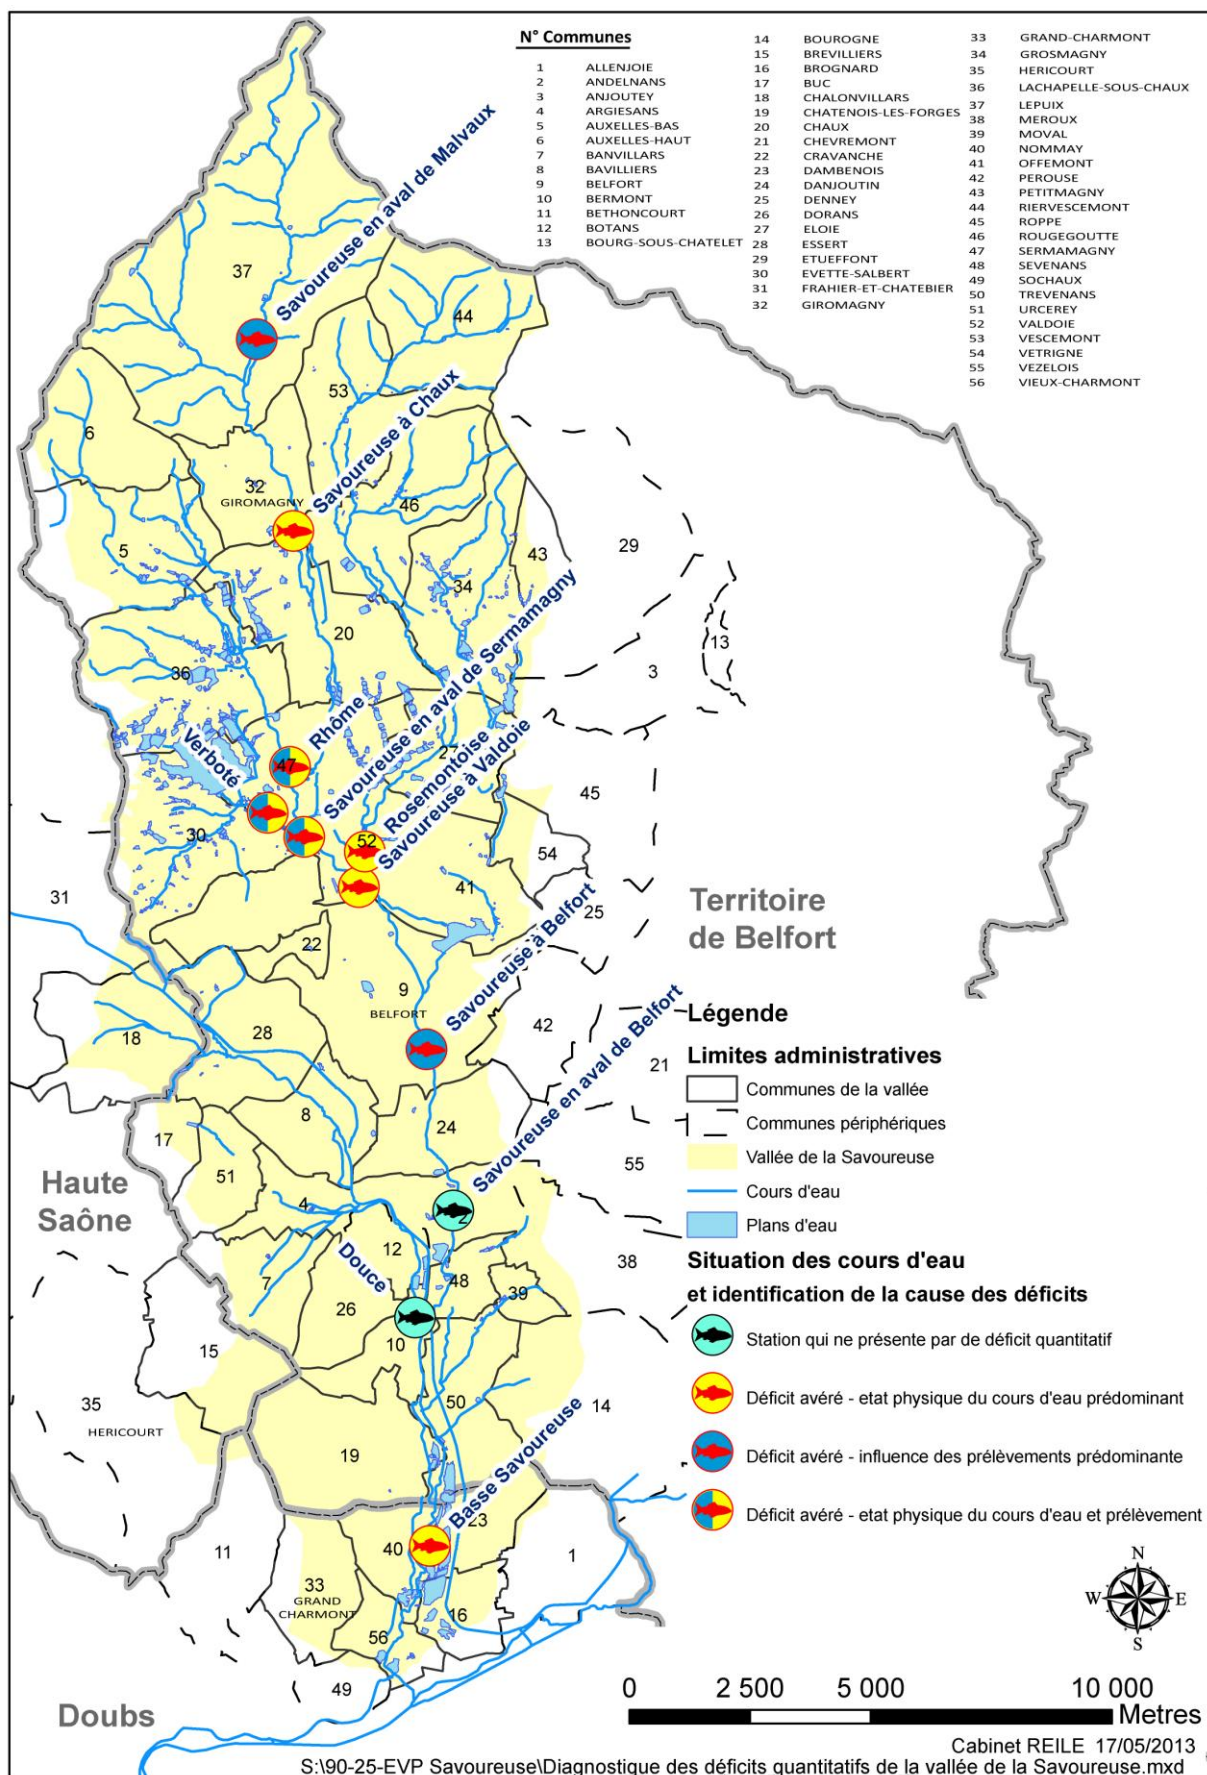 N° Communes
1 ALLENJOIE
2 ANDELNANS
3 ANJOUTEY
4 ARGIESANS
5 AUXELLES-BAS
6 AUXELLES-HAUT
7 BANVILLARS
8 BAVILLIERS
9 BELFORT
10 BERMONT
11 BETHONCOURT
12 BOTANS
13 BOURG-SOUS-CHATELET
14 BOUROGNE
15 BREVILLIERS
16 BROGNARD
17 BUC
18 CHALONVILLARS
19 CHATENOIS-LES-FORGES
20 CHAUX
21 CHEVREMONT
22 CRAVANCHE
23 DAMBENOIS
24 DANJOUTIN
25 DENNEY
26 DORANS
27 ELOIE
28 ESSERT
29 ETUEFFONT
30 EVETTE-SALBERT
31 FRAHIER-ET-CHATEBIER
32 GIROMAGNY
33 GRAND-CHARMONT
34 GROSMAGNY
35 HERICOURT
36 LACHAPELLE-SOUS-CHAUX
37 LEPUIX
38 MEROUX
39 MOVAL
40 NOMMAY
41 OFFEMONT
42 PEROUSE
43 PETITMAGNY
44 RIERVESCEMONT
45 ROPPE
46 ROUGEGOUTTE
47 SERMAMAGNY
48 SEVENANS
49 SOCHAUX
50 TREVENANS
51 URCEREY
52 VALDOIE
53 VESCEMONT
54 VETRIGNE
55 VEZELOIS
56 VIEUX-CHARMONT
Savoureuse en aval de Malvaux
37
44
53
6
Savoureuse à Chaux
32
GIROMAGNY
46
5
43
29
34
20
13
3
36
Savoureuse en aval de Sermamagny
Rhôme
Verboté
47
27
Rosemontoise
Savoureuse à Valdoie
45
30
52
54
41
31
25
Territoire
de Belfort
22
Savoureuse à Belfort
9
BELFORT
42
18
28
21
Savoureuse en aval de Belfort
8
24
17
55
51
Haute
Saône
4
2
12
Douce
38
48
7
39
26
10
15
35
HERICOURT
50
14
19
Basse Savoureuse
23
40
11
1
33
GRAND
CHARMONT
16
56
49
Doubs
Légende
Limites administratives
Communes de la vallée
Communes périphériques
Vallée de la Savoureuse
Cours d'eau
Plans d'eau
Situation des cours d'eau
et identification de la cause des déficits
Station qui ne présente par de déficit quantitatif
Déficit avéré - etat physique du cours d'eau prédominant
Déficit avéré - influence des prélèvements prédominante
Déficit avéré - etat physique du cours d'eau et prélèvement
N
W E
S
0 2 500 5 000 10 000
Metres
Cabinet REILE 17/05/2013
S:\90-25-EVP Savoureuse\Diagnostique des déficits quantitatifs de la vallée de la Savoureuse.mxd